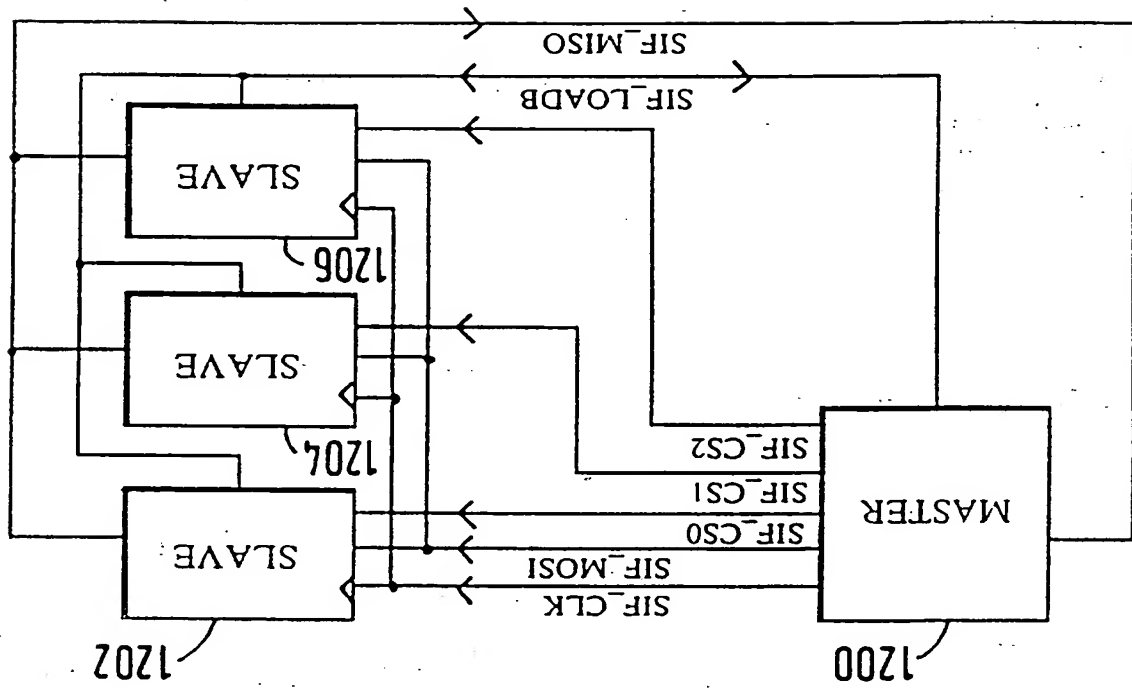 1200
1202
SIF_CLK
SIF_MOSI
SLAVE
SIF_CS0
MASTER
SIF_CS1
1204
SIF_CS2
SLAVE
1206
SLAVE
SIF_LOADB
SIF_MISO